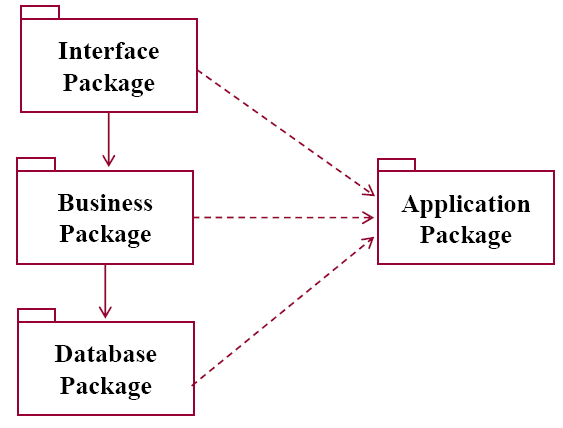 Interface
Package
Business
Package
Application
Package
Database
Package